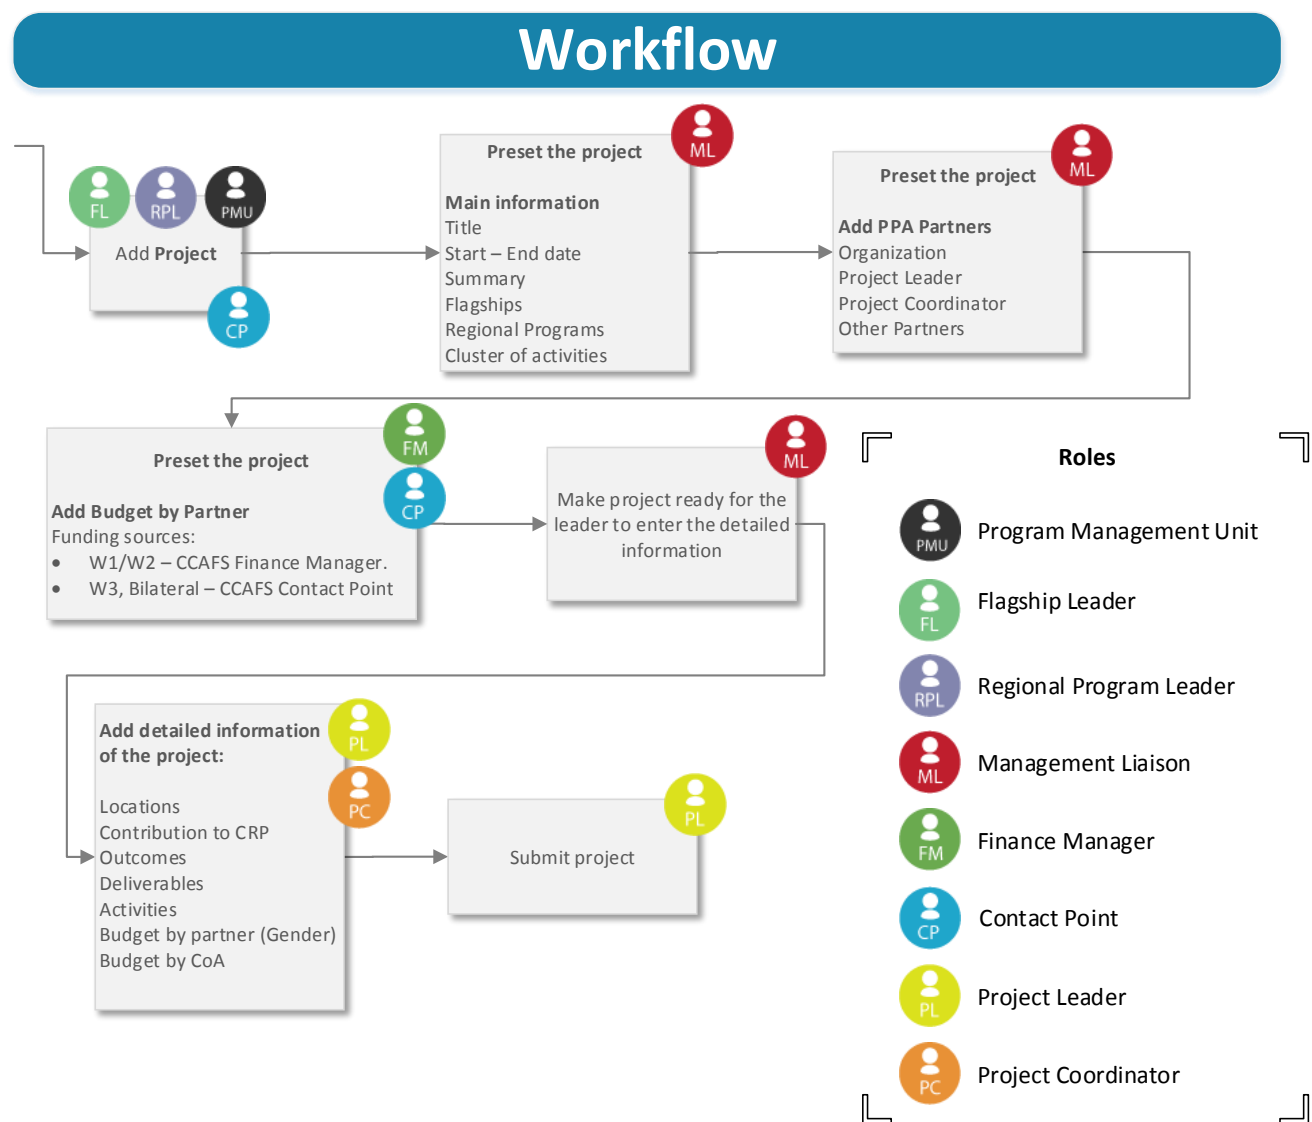 Workflow
FL
RPL
PMU
Add Project
CP
ML
Preset the project
Main information
Title
Start – End date
Summary
Flagships
Regional Programs
Cluster of activities
ML
Preset the project
Add PPA Partners
Organization
Project Leader
Project Coordinator
Other Partners
FM
CP
Preset the project
Add Budget by Partner
Funding sources:
• W1/W2 – CCAFS Finance Manager.
• W3, Bilateral – CCAFS Contact Point
ML
Make project ready for the
leader to enter the detailed
information
PL
PC
Add detailed information
of the project:
Locations
Contribution to CRP
Outcomes
Deliverables
Activities
Budget by partner (Gender)
Budget by CoA
PL
Submit project
Roles
PMU Program Management Unit
FL Flagship Leader
RPL Regional Program Leader
ML Management Liaison
FM Finance Manager
CP Contact Point
PL Project Leader
PC Project Coordinator